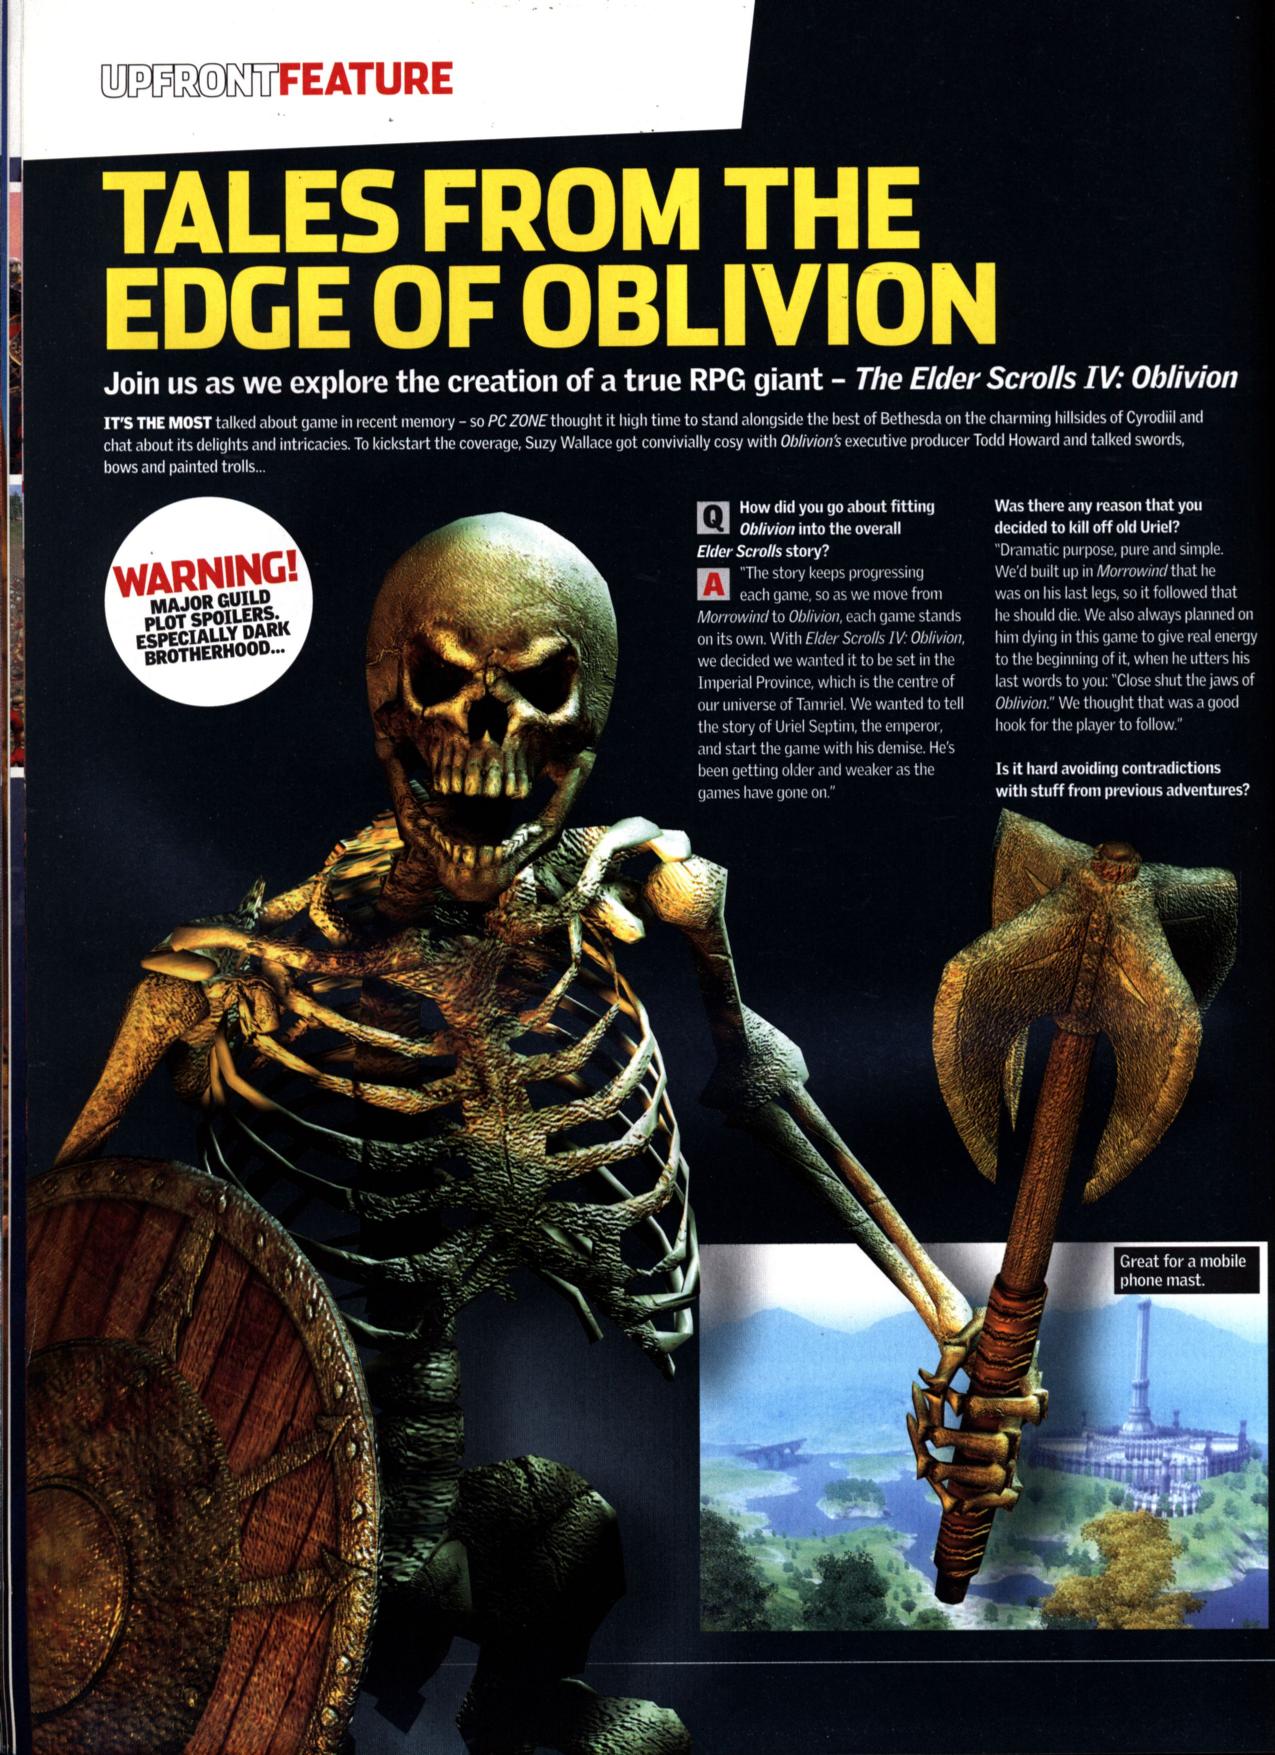 UPFRONTFEATURE
TALES FROM THE
EDGE OF OBLIVION
Join us as we explore the creation of a true RPG giant – The Elder Scrolls IV: Oblivion
IT'S THE MOST talked about game in recent memory – so PC ZONE thought it high time to stand alongside the best of Bethesda on the charming hillsides of Cyrodiil and
chat about its delights and intricacies. To kickstart the coverage, Suzy Wallace got convivially cosy with Oblivion's executive producer Todd Howard and talked swords,
bows and painted trolls...
WARNING!
MAJOR GUILD
PLOT SPOILERS.
ESPECIALLY DARK
BROTHERHOOD...
Q How did you go about fitting
Oblivion into the overall
Elder Scrolls story?
A "The story keeps progressing
each game, so as we move from
Morrowind to Oblivion, each game stands
on its own. With Elder Scrolls IV: Oblivion,
we decided we wanted it to be set in the
Imperial Province, which is the centre of
our universe of Tamriel. We wanted to tell
the story of Uriel Septim, the emperor,
and start the game with his demise. He's
been getting older and weaker as the
games have gone on."
Was there any reason that you
decided to kill off old Uriel?
"Dramatic purpose, pure and simple.
We'd built up in Morrowind that he
was on his last legs, so it followed that
he should die. We also always planned on
him dying in this game to give real energy
to the beginning of it, when he utters his
last words to you: "Close shut the jaws of
Oblivion." We thought that was a good
hook for the player to follow."
Is it hard avoiding contradictions
with stuff from previous adventures?
Great for a mobile
phone mast.